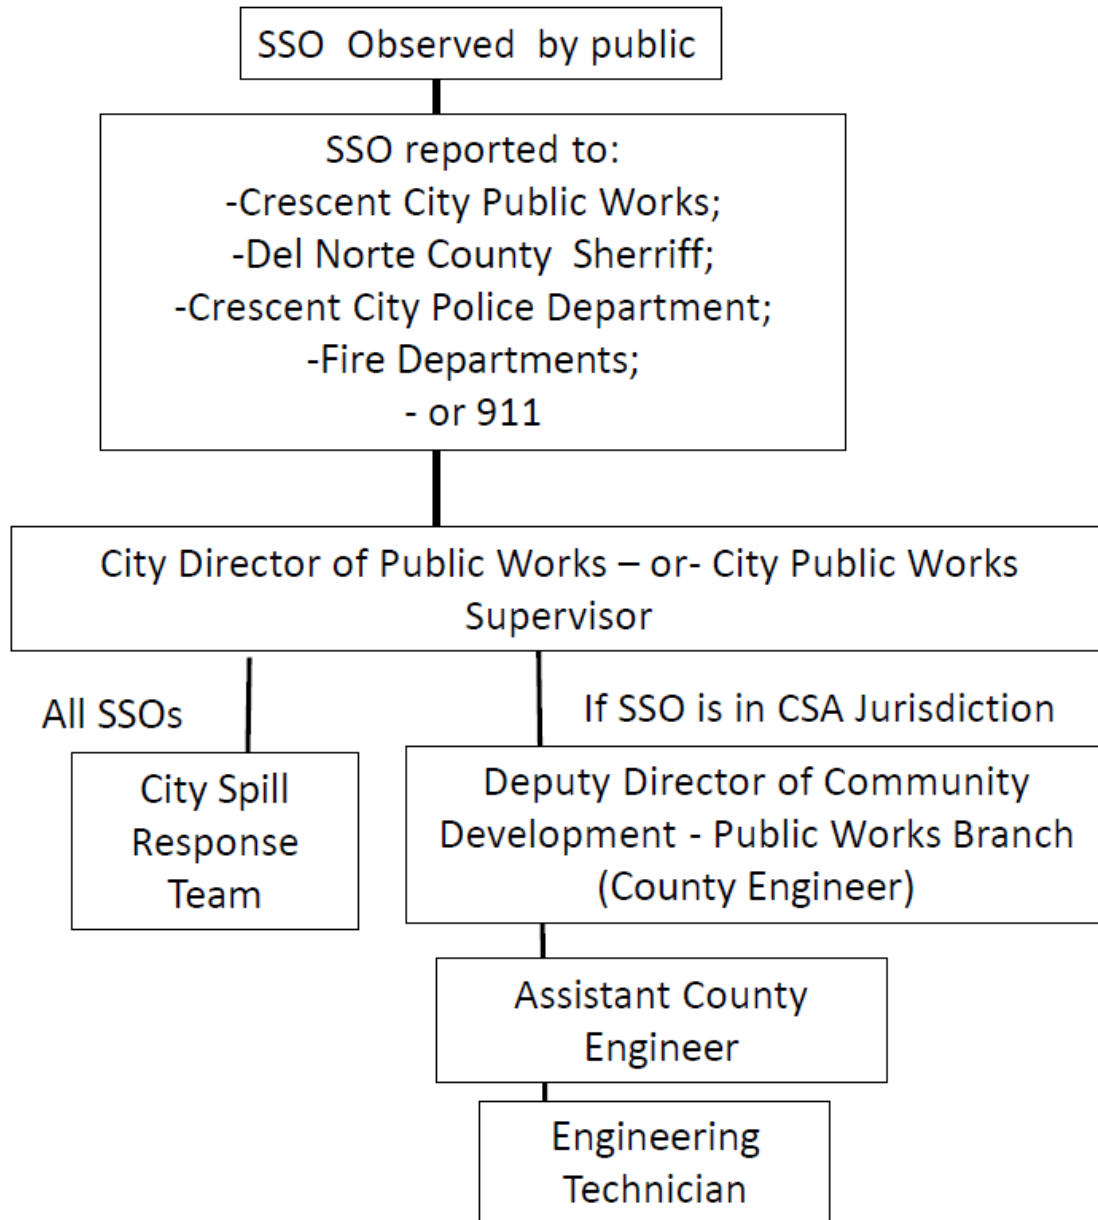 SSO Observed by public
SSO reported to:
-Crescent City Public Works;
-Del Norte County Sherriff;
-Crescent City Police Department;
-Fire Departments;
- or 911
City Director of Public Works – or- City Public Works
Supervisor
All SSOs
If SSO is in CSA Jurisdiction
City Spill
Response
Team
Deputy Director of Community
Development - Public Works Branch
(County Engineer)
Assistant County
Engineer
Engineering
Technician